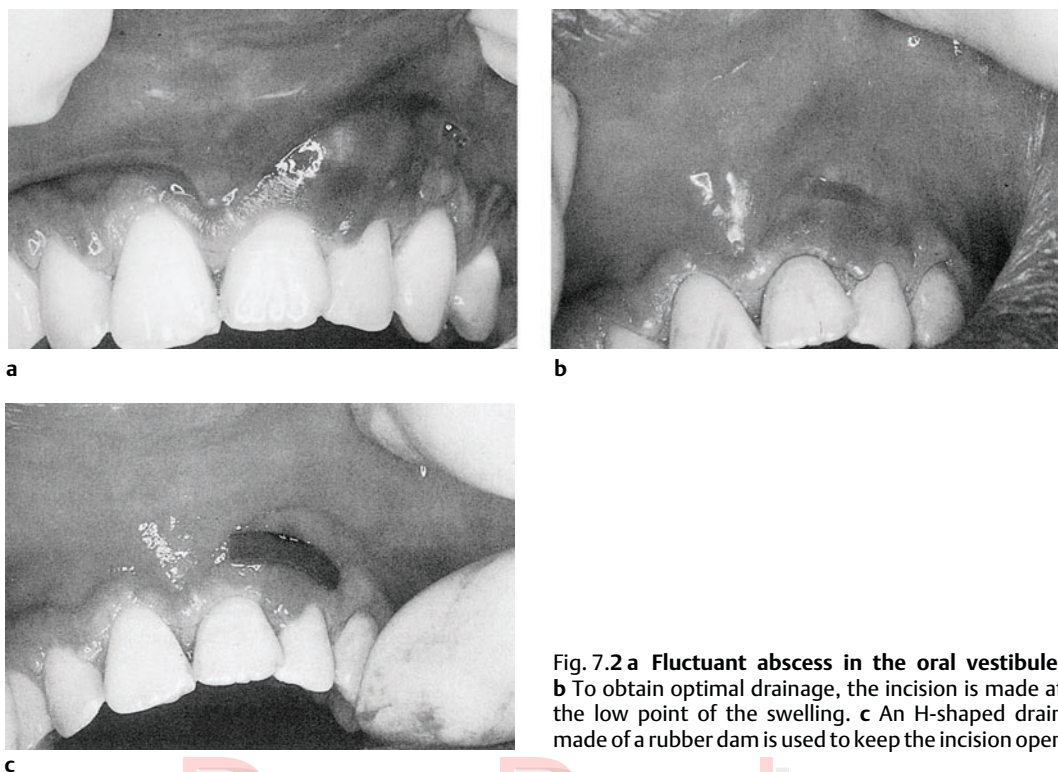 a
b
c
Fig. 7.2 a Fluctuant abscess in the oral vestibule
b To obtain optimal drainage, the incision is made at
the low point of the swelling. c An H-shaped drain
made of a rubber dam is used to keep the incision open